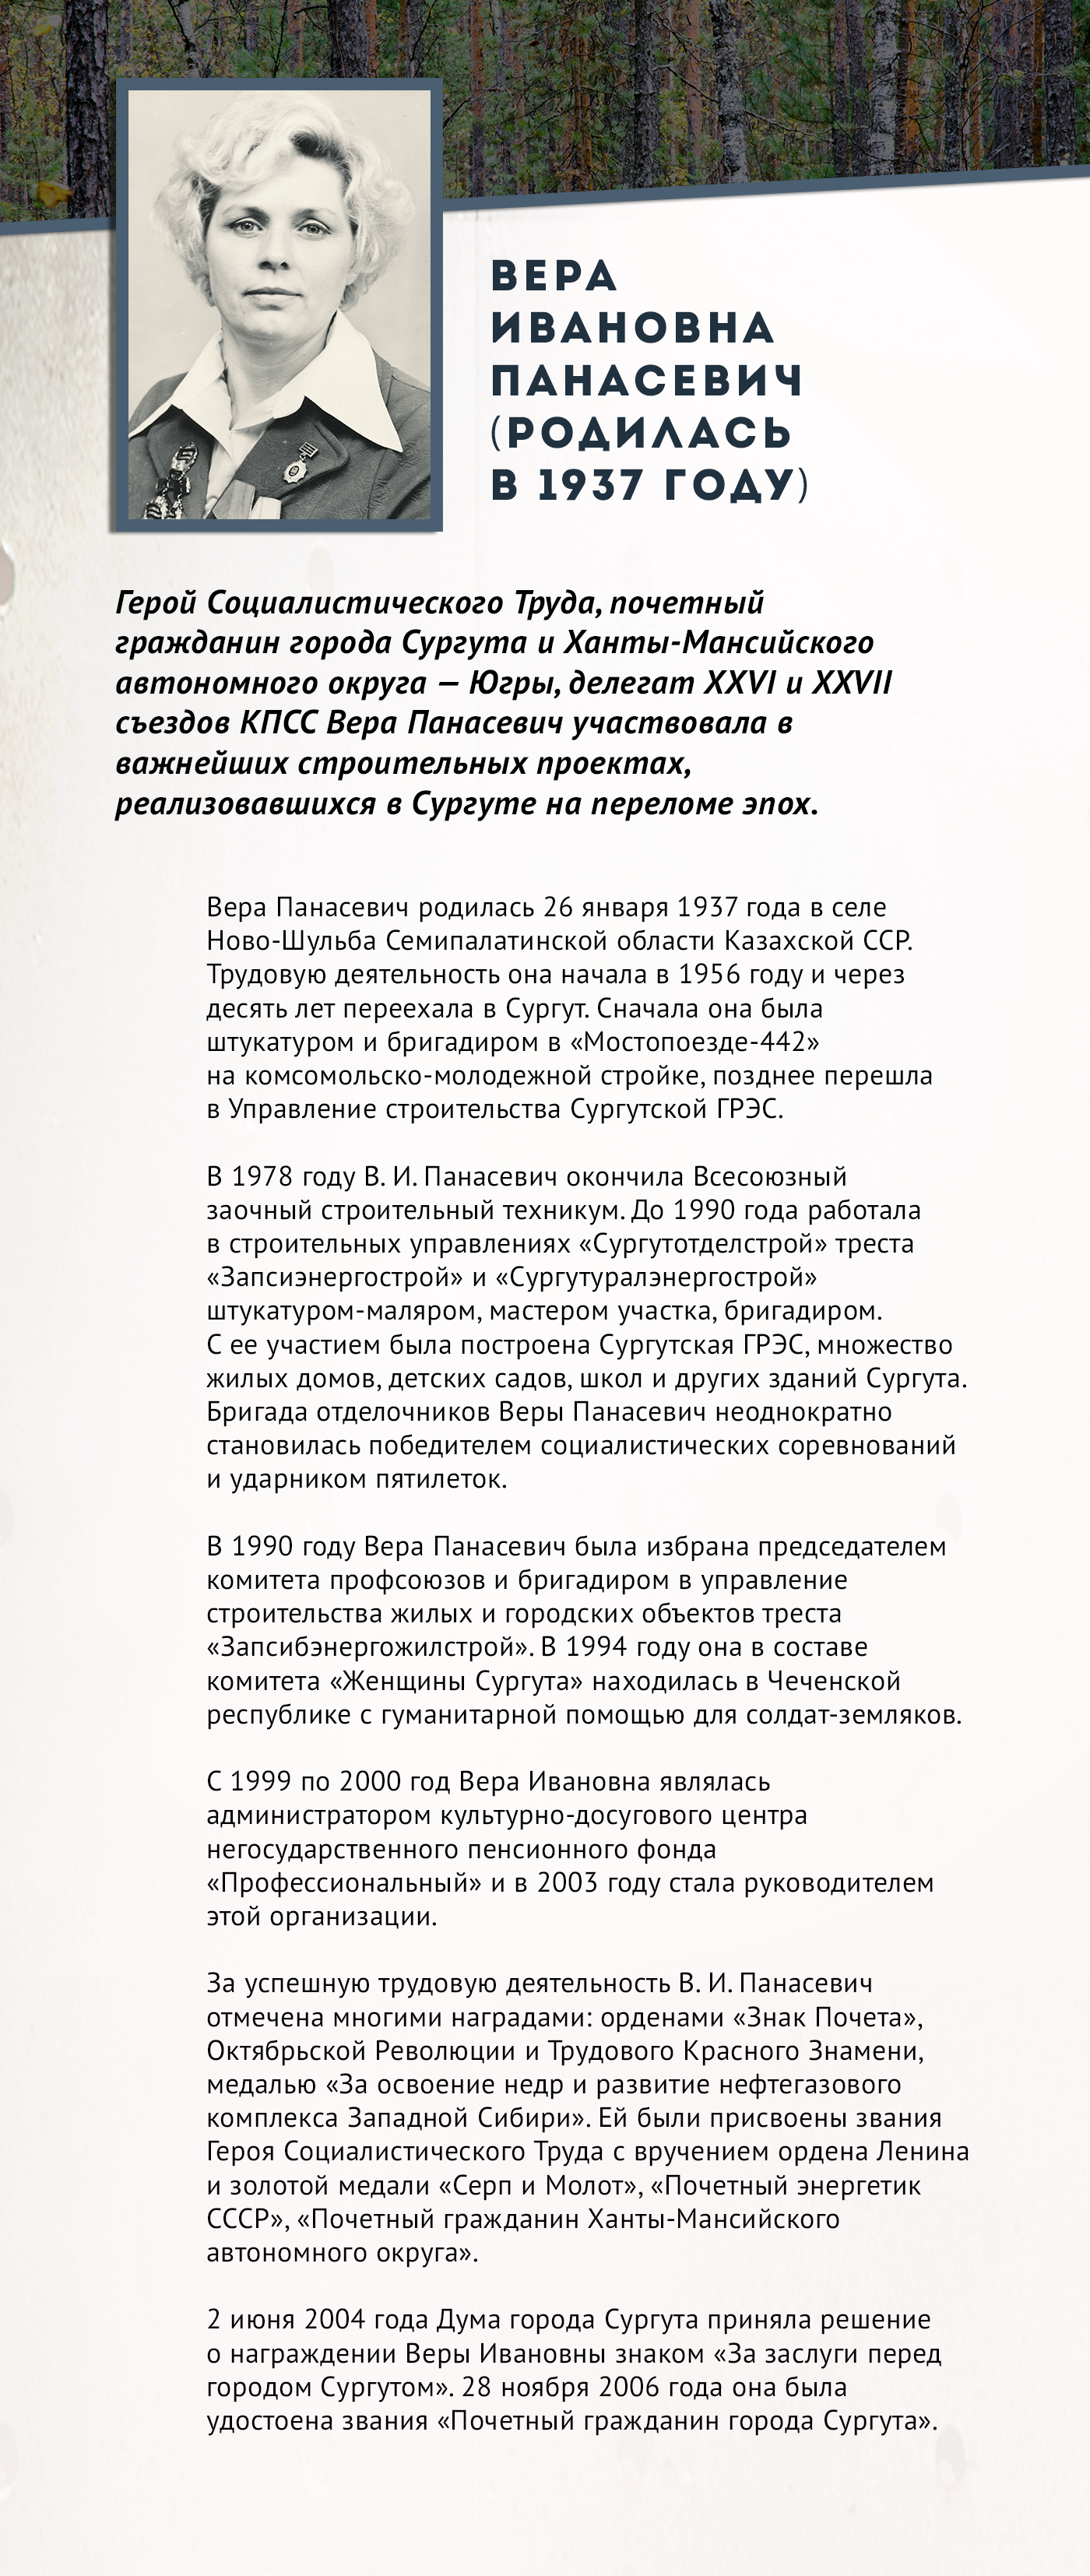 ВЕРА
ИВАНОВНА
ПАНАСЕВИЧ
(РОДИЛАСЬ
В 1937 ГОДУ)
Герой Социалистического Труда, почетный
гражданин города Сургута и Ханты-Мансийского
автономного округа — Югры, делегат XXVI и XXVII
съездов КПСС Вера Панасевич участвовала в
важнейших строительных проектах,
реализовавшихся в Сургуте на переломе эпох.
Вера Панасевич родилась 26 января 1937 года в селе
Ново-Шульба Семипалатинской области Казахской ССР.
Трудовую деятельность она начала в 1956 году и через
десять лет переехала в Сургут. Сначала она была
штукатуром и бригадиром в «Мостопоезде-442»
на комсомольско-молодежной стройке, позднее перешла
в Управление строительства Сургутской ГРЭС.
В 1978 году В. И. Панасевич окончила Всесоюзный
заочный строительный техникум. До 1990 года работала
в строительных управлениях «Сургутотделстрой» треста
«Запсиэнергострой» и «Сургутуралэнергострой»
штукатуром-маляром, мастером участка, бригадиром.
С ее участием была построена Сургутская ГРЭС, множество
жилых домов, детских садов, школ и других зданий Сургута.
Бригада отделочников Веры Панасевич неоднократно
становилась победителем социалистических соревнований
и ударником пятилеток.
В 1990 году Вера Панасевич была избрана председателем
комитета профсоюзов и бригадиром в управление
строительства жилых и городских объектов треста
«Запсибэнергожилстрой». В 1994 году она в составе
комитета «Женщины Сургута» находилась в Чеченской
республике с гуманитарной помощью для солдат-земляков.
С 1999 по 2000 год Вера Ивановна являлась
администратором культурно-досугового центра
негосударственного пенсионного фонда
«Профессиональный» и в 2003 году стала руководителем
этой организации.
За успешную трудовую деятельность В. И. Панасевич
отмечена многими наградами: орденами «Знак Почета»,
Октябрьской Революции и Трудового Красного Знамени,
медалью «За освоение недр и развитие нефтегазового
комплекса Западной Сибири». Ей были присвоены звания
Героя Социалистического Труда с вручением ордена Ленина
и золотой медали «Серп и Молот», «Почетный энергетик
СССР», «Почетный гражданин Ханты-Мансийского
автономного округа».
2 июня 2004 года Дума города Сургута приняла решение
о награждении Веры Ивановны знаком «За заслуги перед
городом Сургутом». 28 ноября 2006 года она была
удостоена звания «Почетный гражданин города Сургута».